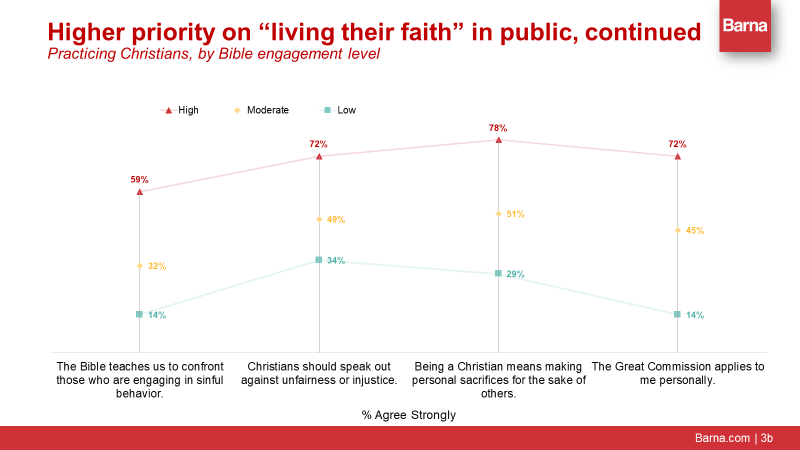 Higher priority on “living their faith” in public, continued
Barna
Practicing Christians, by Bible engagement level
High
Moderate
Low
59%
72%
78%
72%
32%
49%
51%
45%
14%
34%
29%
14%
The Bible teaches us to confront
those who are engaging in sinful
behavior.
Christians should speak out
against unfairness or injustice.
Being a Christian means making
personal sacrifices for the sake of
others.
The Great Commission applies to
me personally.
% Agree Strongly
Barna.com | 3b